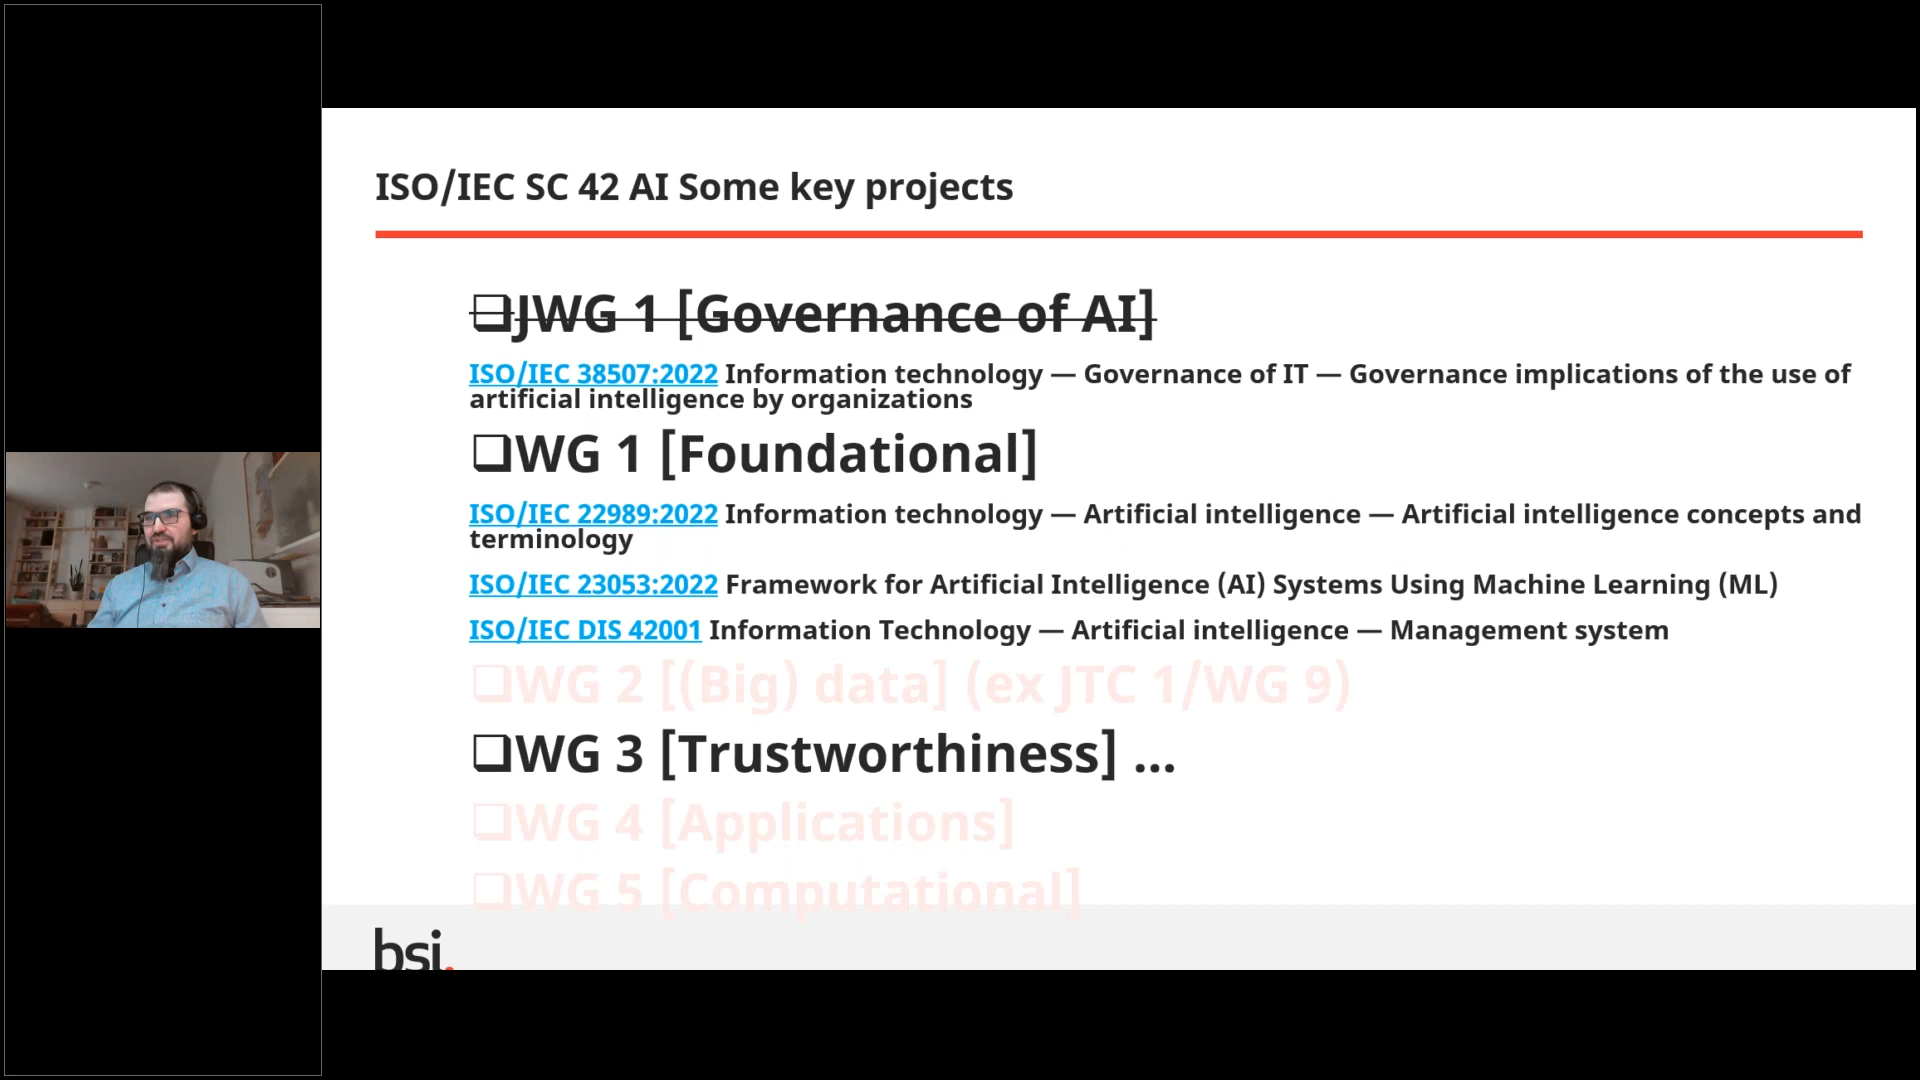 ISO/IEC SC 42 AI Some key projects
❑JWG 1 [Governance of AI]
ISO/IEC 38507:2022 Information technology — Governance of IT — Governance implications of the use of
artificial intelligence by organizations
❑WG 1 [Foundational]
ISO/IEC 22989:2022 Information technology — Artificial intelligence — Artificial intelligence concepts and
terminology
ISO/IEC 23053:2022 Framework for Artificial Intelligence (AI) Systems Using Machine Learning (ML)
ISO/IEC DIS 42001 Information Technology — Artificial intelligence — Management system
❑WG 2 [(Big) data] (ex JTC 1/WG 9)
❑WG 3 [Trustworthiness] ...
❑WG 4 [Applications]
❑WG 5 [Computational]
bsi.